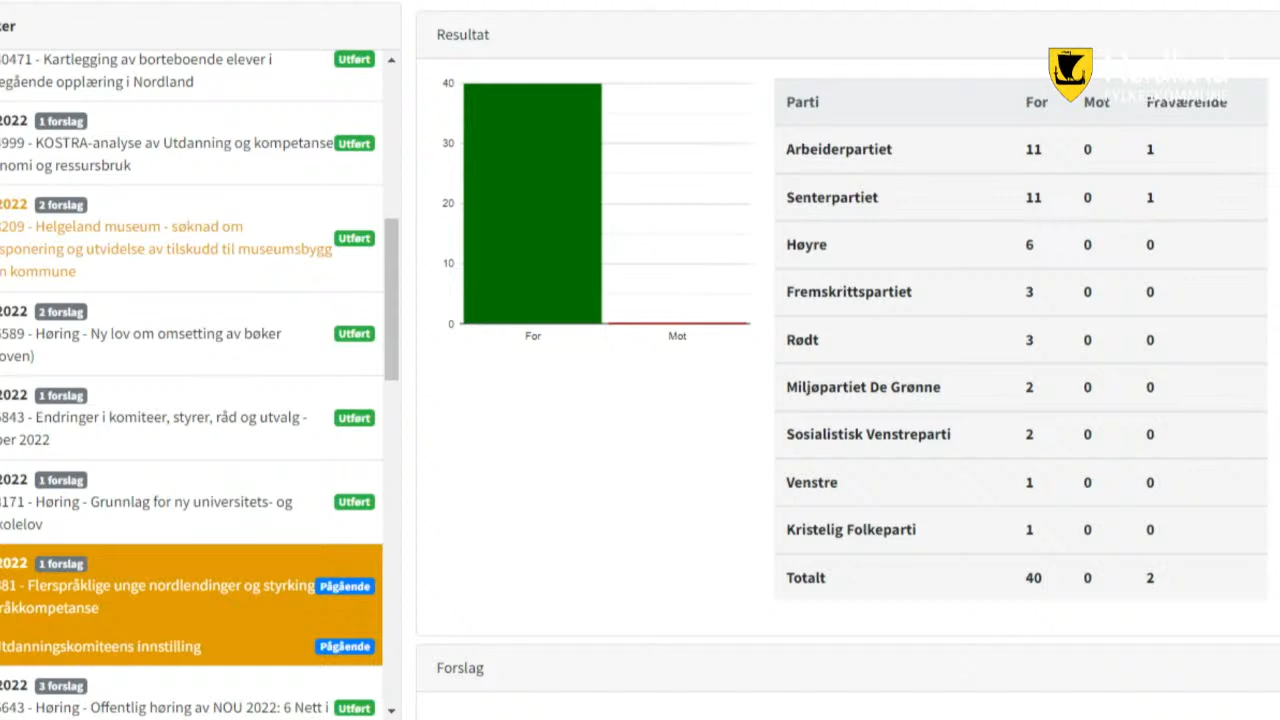 ker
60471 - Kartlegging av borteboende elever i Utført
egående opplæring i Nordland
2022 1 forslag
999 - KOSTRA-analyse av Utdanning og kompetanse Utført
nomi og ressursbruk
2022 2 forslag
209 - Helgeland museum - søknad om
sponering og utvidelse av tilskudd til museumsbygg Utført
n kommune
2022 2 forslag
589 - Høring - Ny lov om omsetting av bøker Utført
oven)
2022 1 forslag
843 - Endringer i komiteer, styrer, råd og utvalg - Utført
ber 2022
2022 1 forslag
171 - Høring - Grunnlag for ny universitets- og Utført
kolelov
2022 1 forslag
381 - Flerspråklige unge nordlendinger og styrking Pågående
råkkompetanse
Utdanningskomiteens innstilling Pågående
2022 3 forslag
643 - Høring - Offentlig høring av NOU 2022: 6 Nett i Utført
Resultat
40
30
20
10
0
For Mot
Nordland
FYLKESKOMMUNE
Parti For Mot Fraværende
Arbeiderpartiet 11 0 1
Senterpartiet 11 0 1
Høyre 6 0 0
Fremskrittspartiet 3 0 0
Rødt 3 0 0
Miljøpartiet De Grønne 2 0 0
Sosialistisk Venstreparti 2 0 0
Venstre 1 0 0
Kristelig Folkeparti 1 0 0
Totalt 40 0 2
Forslag